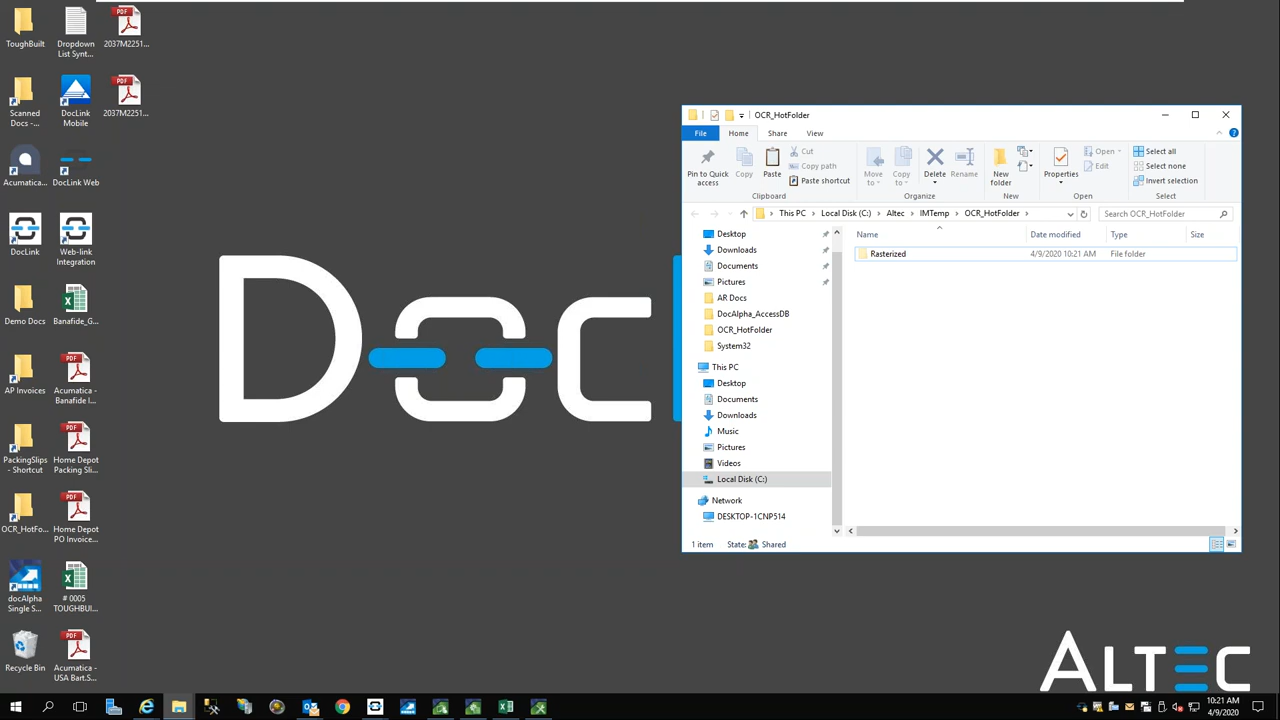 ToughBuilt
Dropdown
List Synt...
2037M2251...
Scanned
Docs -...
DocLink
Mobile
2037M2251...
Acumatica...
DocLink Web
DocLink
Web-link
Integration
Demo Docs
Banafide_G...
AP Invoices
Acumatica -
Banafide I...
PackingSlips
- Shortcut
Home Depot
Packing Sli...
OCR_HotFo...
Home Depot
PO Invoice...
docAlpha
Single S...
# 0005
TOUGHBUI...
Recycle Bin
Acumatica -
USA Bart.S...
Doc
OCR_HotFolder
File
Home
Share
View
Pin to Quick
access
Copy
Paste
Cut
Copy path
Paste shortcut
Clipboard
Move
to
Copy
to
Delete
Rename
Organize
New
folder
New
Properties
Open
Edit
Open
Select all
Select none
Invert selection
Select
This PC
Local Disk (C:)
Altec
IMTemp
OCR_HotFolder
Search OCR_HotFolder
Name
Date modified
Type
Size
Rasterized
4/9/2020 10:21 AM
File folder
Desktop
Downloads
Documents
Pictures
AR Docs
DocAlpha_AccessDB
OCR_HotFolder
System32
This PC
Desktop
Documents
Downloads
Music
Pictures
Videos
Local Disk (C:)
Network
DESKTOP-1CNP514
1 item
State:
Shared
ALTEC
10:21 AM
4/9/2020